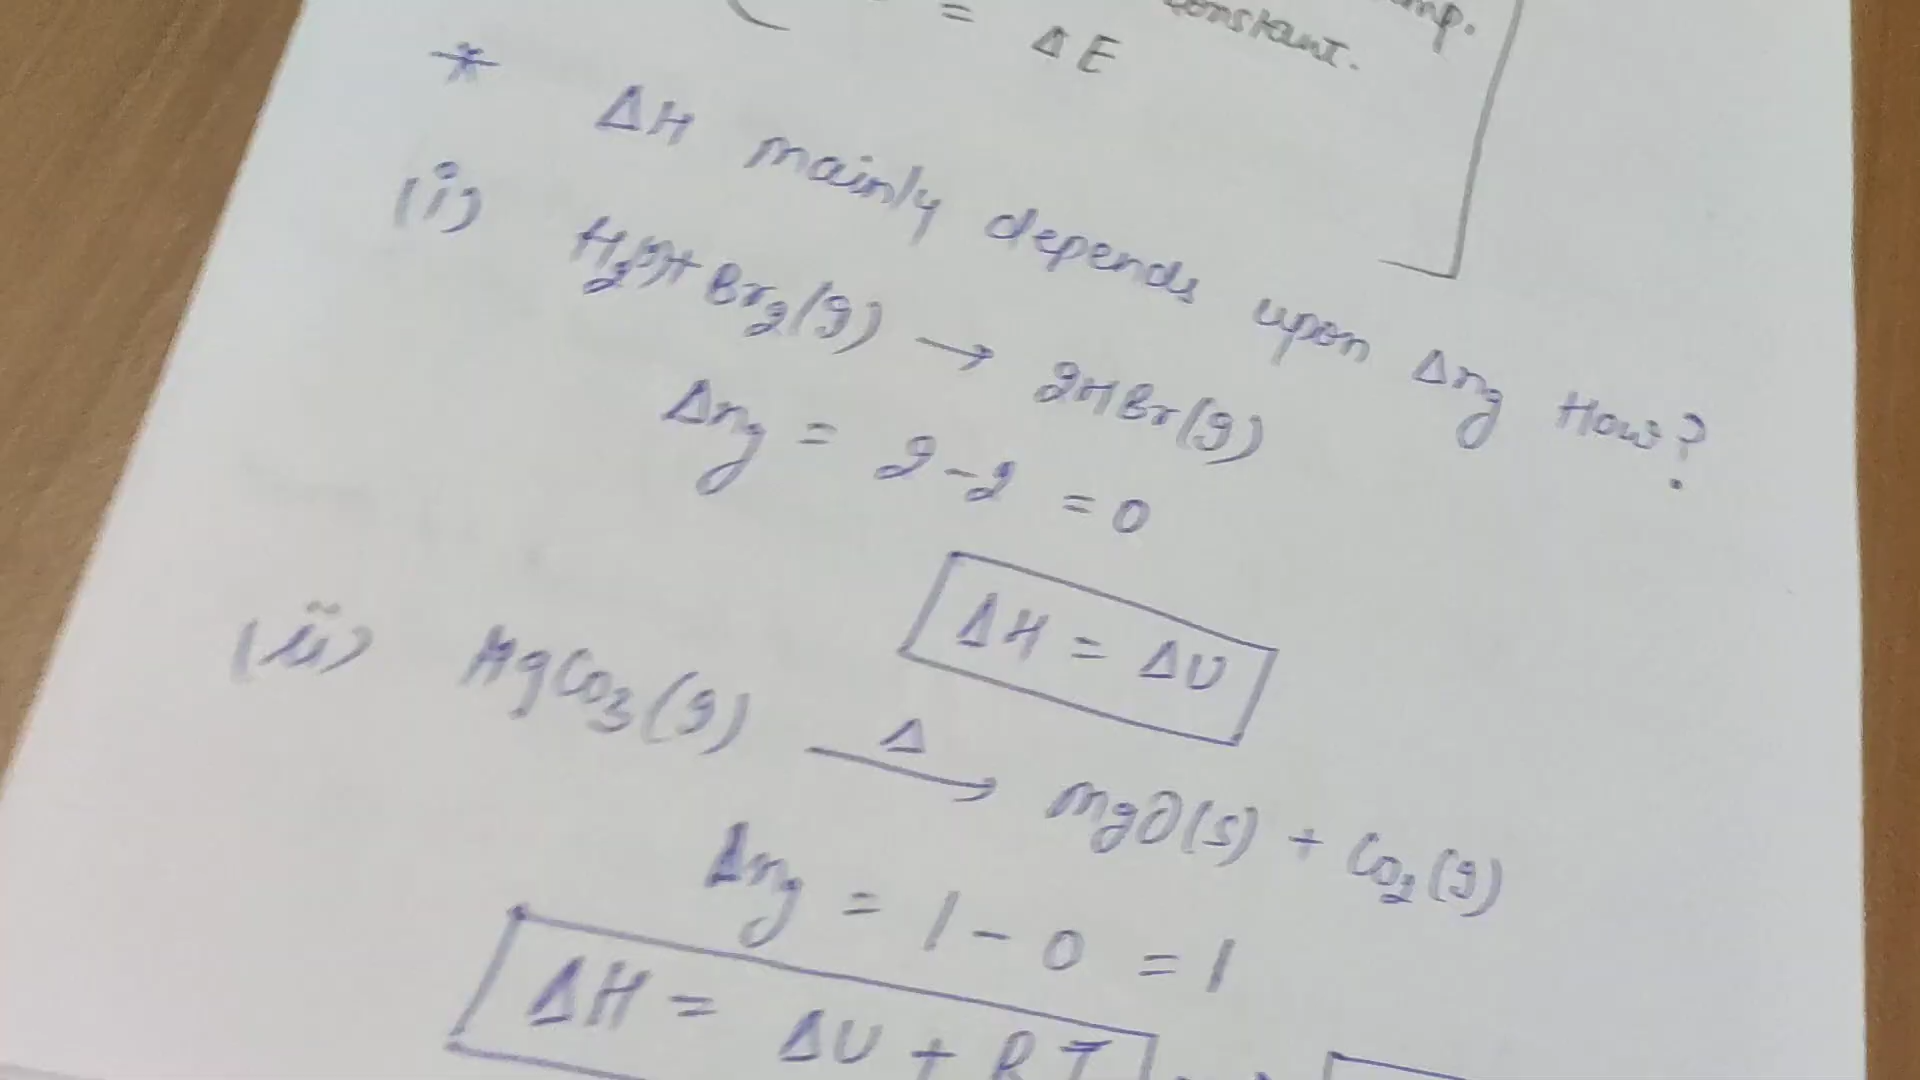 = constant.
ΔE
* ΔH mainly depends upon Δng How?
(i) H2(g)+ Br2(g) → 2HBr(g)
Δng = 2-2 = 0
ΔH = ΔU
(ii) MgCO3(g) Δ→ MgO(s) + CO2(g)
Δng = 1 - 0 = 1
ΔH = ΔU + RT